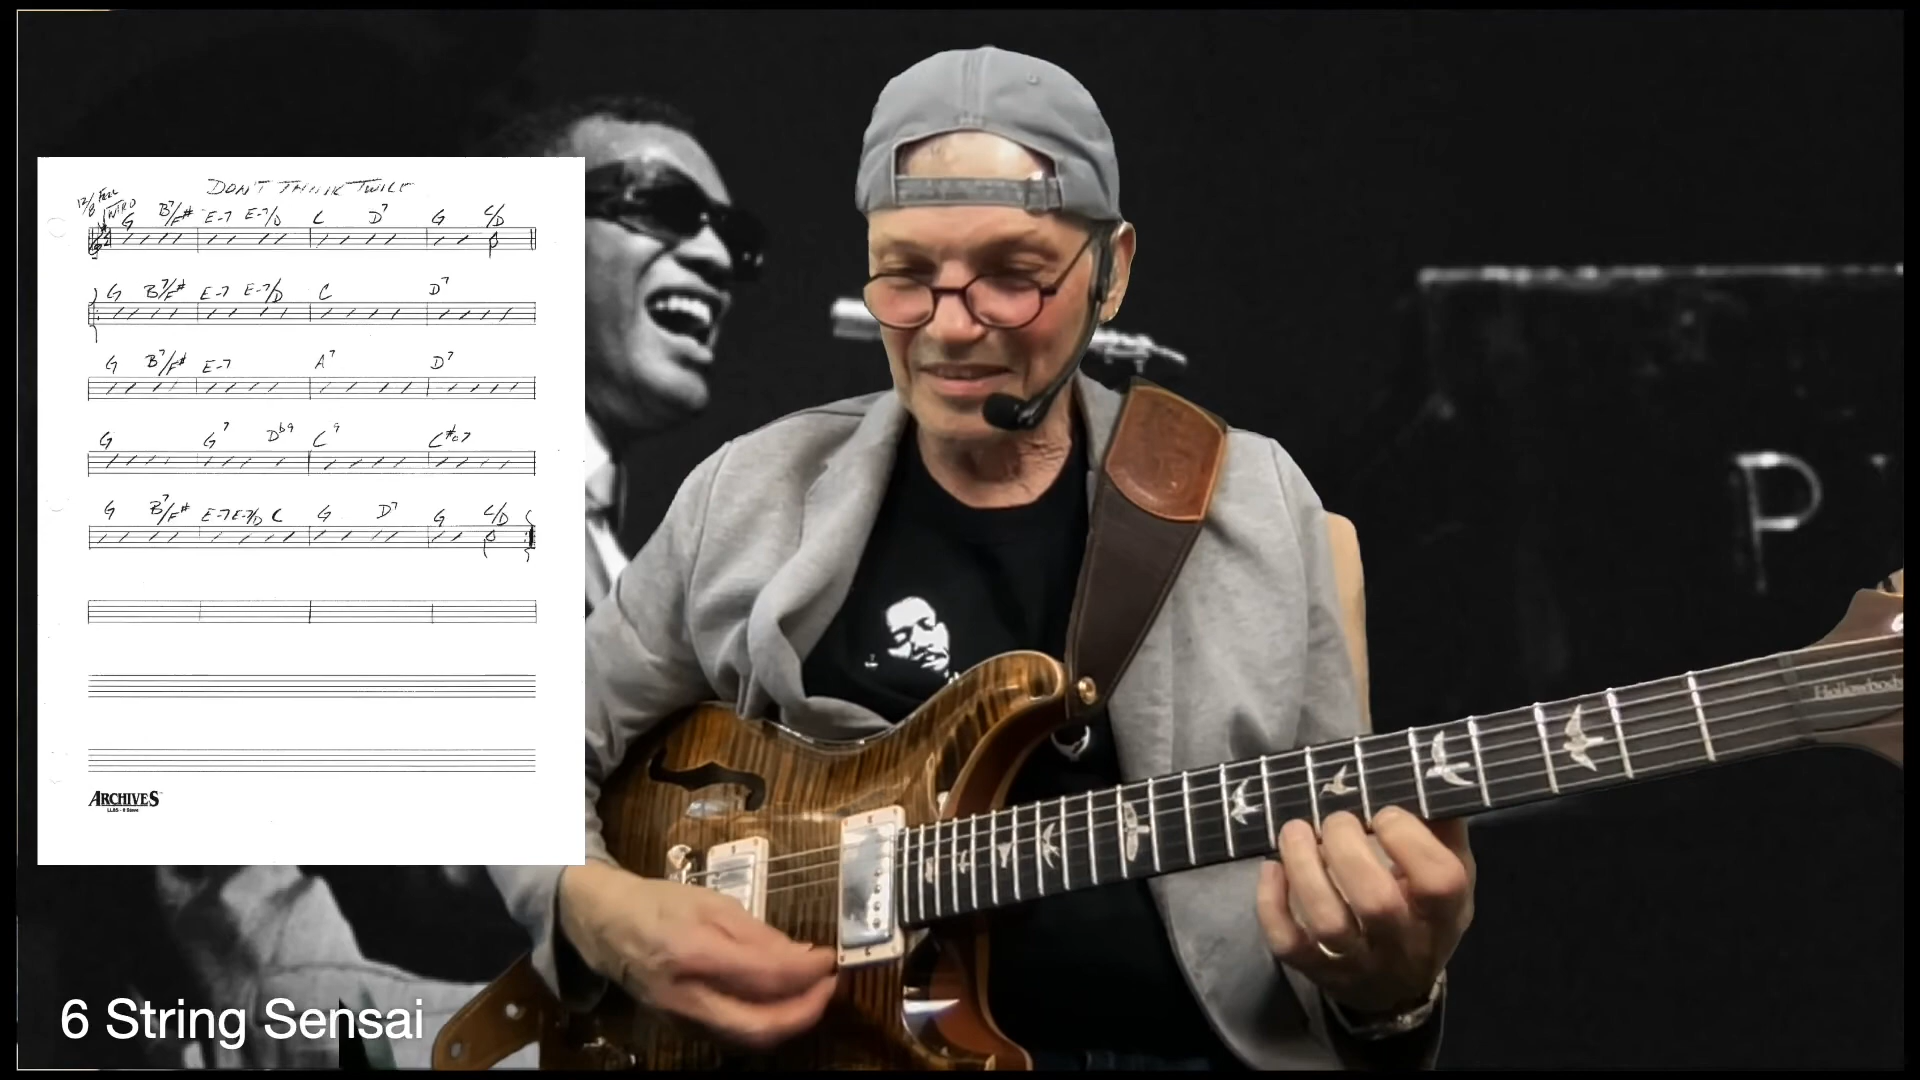 DON'T THINK TWICE
12/8 FEEL
INTRO
G B7/F# E-7 E-7/D C D7 G C/D
G B7/F# E-7 E-7/D C D7
G B7/F# E-7 A7 D7
G G7 Db9 C9 C#o7
G B7/F# E-7 E-7/D C G D7 G C/D
ARCHIVES
Hollowbody
P
6 String Sensai